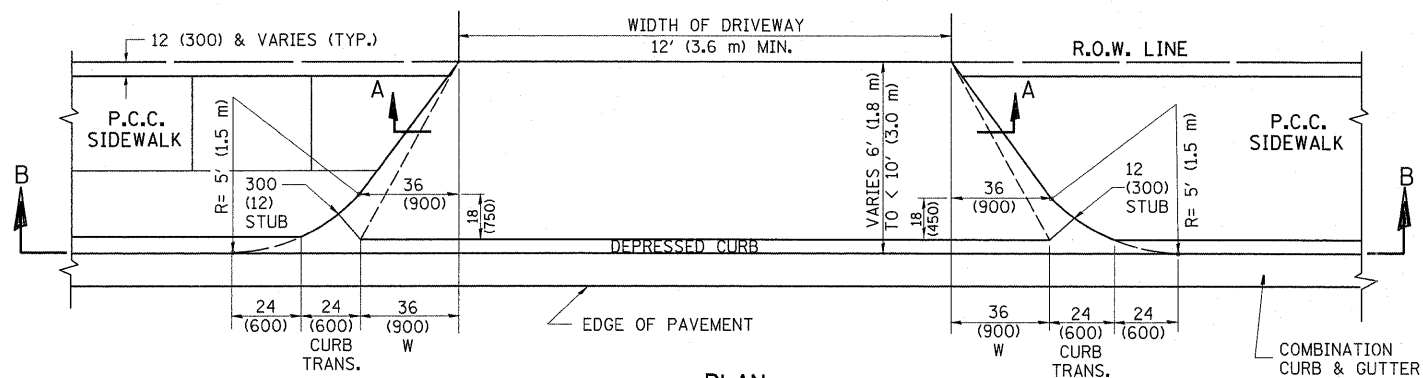 12 (300) & VARIES (TYP.)
WIDTH OF DRIVEWAY
12' (3.6 m) MIN.
R.O.W. LINE
A
A
P.C.C.
SIDEWALK
R= 5' (1.5 m)
300
(12)
STUB
36
(900)
18
(750)
VARIES 6' (1.8 m)
TO < 10' (3.0 m)
36
(900)
18
(450)
12
(300)
STUB
R= 5' (1.5 m)
P.C.C.
SIDEWALK
B
B
DEPRESSED CURB
24
(600)
24
(600)
CURB
TRANS.
36
(900)
W
EDGE OF PAVEMENT
36
(900)
W
24
(600)
CURB
TRANS.
24
(600)
COMBINATION
CURB & GUTTER
PLAN